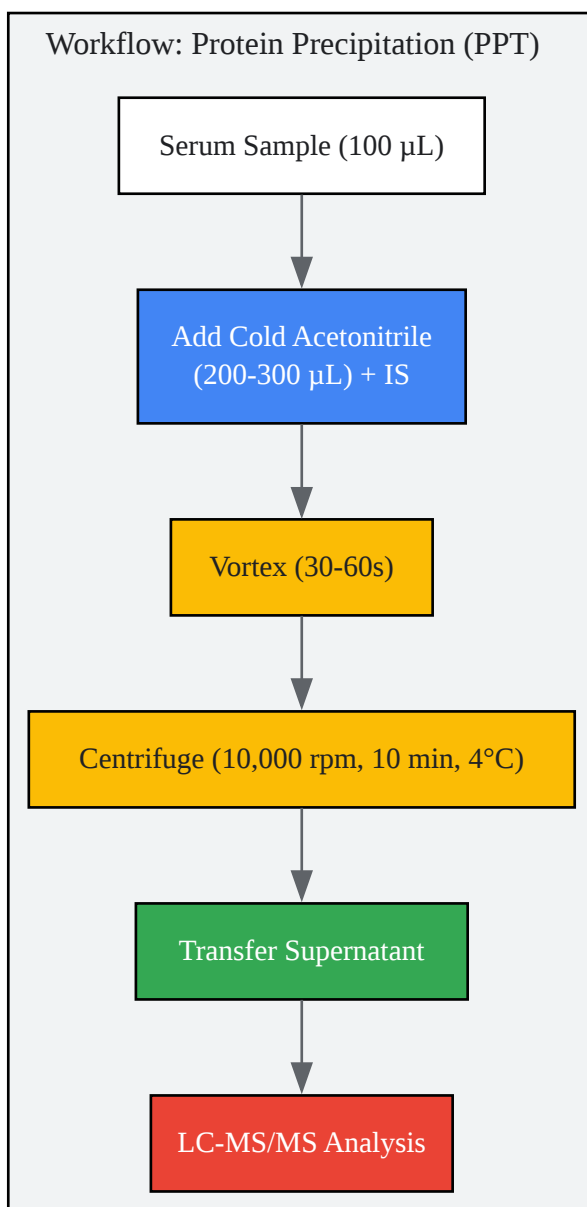 Workflow: Protein Precipitation (PPT)
Serum Sample (100 µL)
Add Cold Acetonitrile
(200-300 µL) + IS
Vortex (30-60s)
Centrifuge (10,000 rpm, 10 min, 4°C)
Transfer Supernatant
LC-MS/MS Analysis